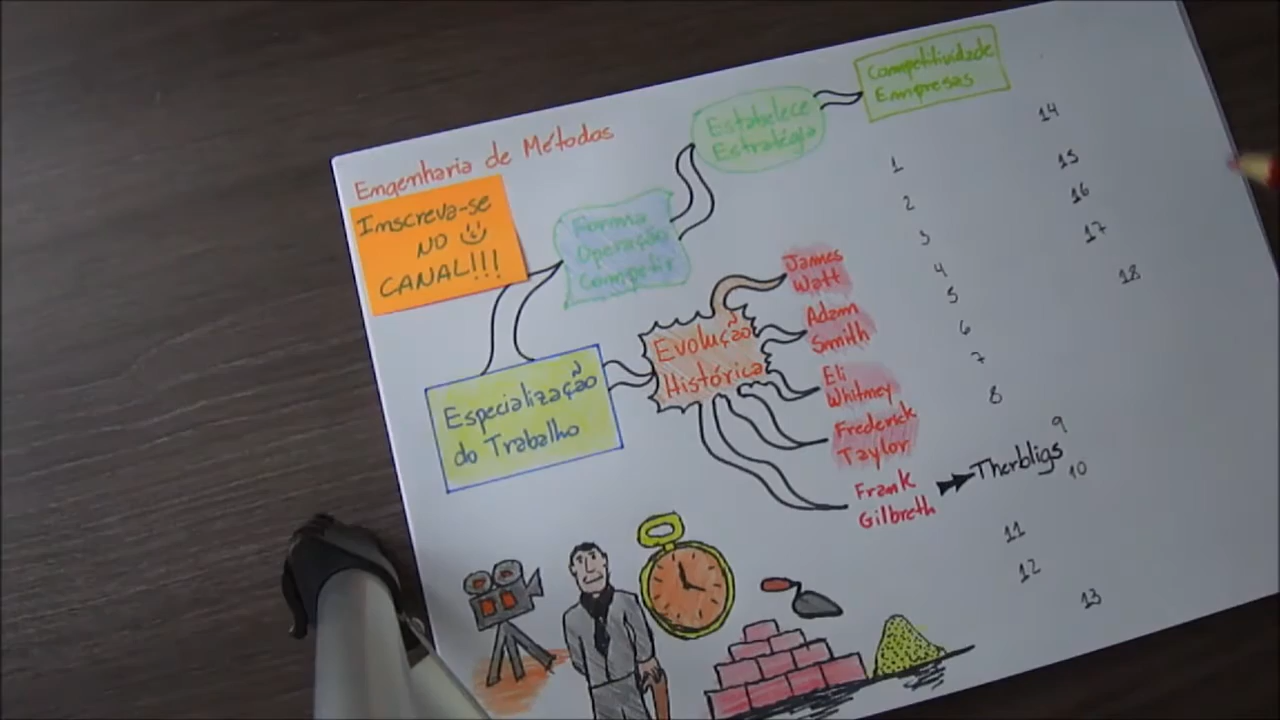 Engenharia de Métodos
Inscreva-se
NO
CANAL!!!
Forma
Operação
Competir
Estabelece
Estratégia
Competitividade
Empresas
Especialização
do Trabalho
Evolução
Histórica
James
Watt
Adam
Smith
Eli
Whitney
Frederick
Taylor
Frank
Gilbreth
Therbligs
1
2
3
4
5
6
7
8
9
10
11
12
13
14
15
16
17
18